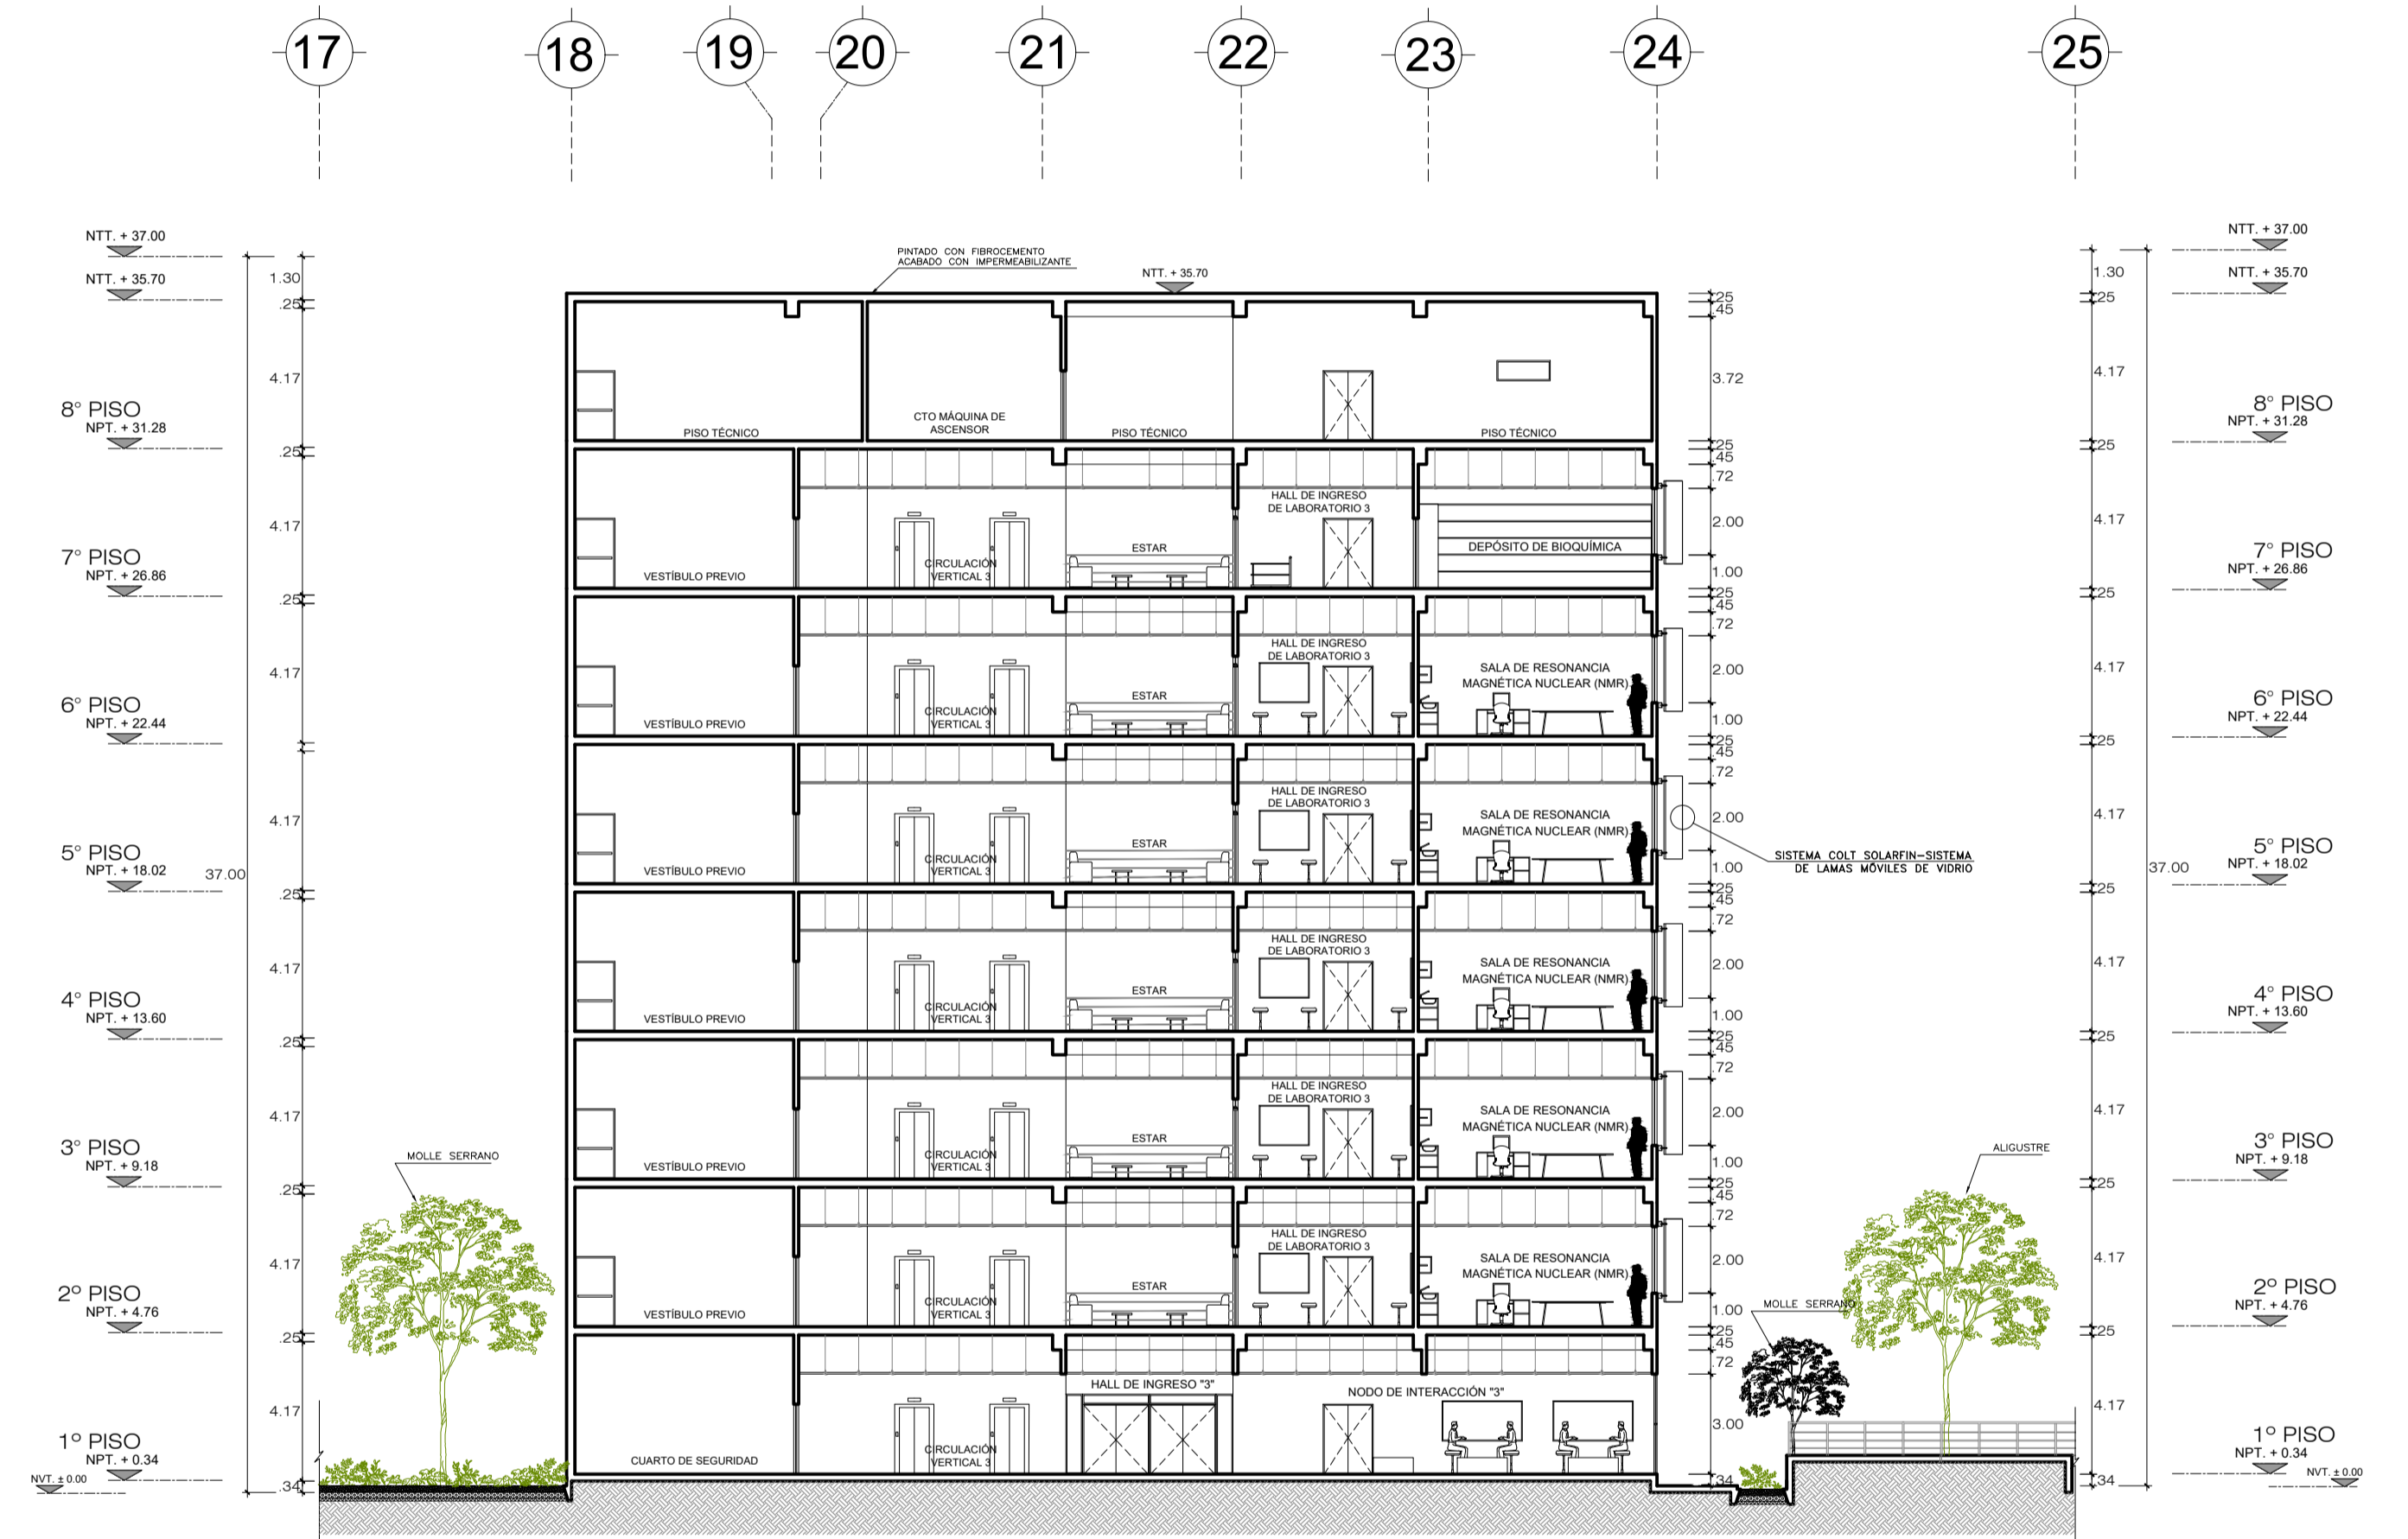 17 18 19 20 21 22 23 24 25
NTT. + 37.00
NTT. + 35.70
8° PISO
NPT. + 31.28
7° PISO
NPT. + 26.86
6° PISO
NPT. + 22.44
5° PISO
NPT. + 18.02
4° PISO
NPT. + 13.60
3° PISO
NPT. + 9.18
2° PISO
NPT. + 4.76
1° PISO
NPT. + 0.34
NVT. ± 0.00
37.00
1.30
.25
4.17
.25
4.17
.25
4.17
4.17
.25
4.17
.25
4.17
.25
4.17
.25
4.17
.34
MOLLE SERRANO
PINTADO CON FIBROCEMENTO
ACABADO CON IMPERMEABILIZANTE
NTT. + 35.70
PISO TÉCNICO
CTO MÁQUINA DE
ASCENSOR
PISO TÉCNICO
PISO TÉCNICO
VESTÍBULO PREVIO
CIRCULACIÓN
VERTICAL 3
ESTAR
HALL DE INGRESO
DE LABORATORIO 3
DEPÓSITO DE BIOQUÍMICA
VESTÍBULO PREVIO
CIRCULACIÓN
VERTICAL 3
ESTAR
HALL DE INGRESO
DE LABORATORIO 3
SALA DE RESONANCIA
MAGNÉTICA NUCLEAR (NMR)
VESTÍBULO PREVIO
CIRCULACIÓN
VERTICAL 3
ESTAR
HALL DE INGRESO
DE LABORATORIO 3
SALA DE RESONANCIA
MAGNÉTICA NUCLEAR (NMR)
VESTÍBULO PREVIO
CIRCULACIÓN
VERTICAL 3
ESTAR
HALL DE INGRESO
DE LABORATORIO 3
SALA DE RESONANCIA
MAGNÉTICA NUCLEAR (NMR)
VESTÍBULO PREVIO
CIRCULACIÓN
VERTICAL 3
ESTAR
HALL DE INGRESO
DE LABORATORIO 3
SALA DE RESONANCIA
MAGNÉTICA NUCLEAR (NMR)
VESTÍBULO PREVIO
CIRCULACIÓN
VERTICAL 3
ESTAR
HALL DE INGRESO
DE LABORATORIO 3
SALA DE RESONANCIA
MAGNÉTICA NUCLEAR (NMR)
CUARTO DE SEGURIDAD
CIRCULACIÓN
VERTICAL 3
HALL DE INGRESO "3"
NODO DE INTERACCIÓN "3"
.25
.45
3.72
.25
.45
.72
2.00
1.00
.25
.45
.72
2.00
1.00
.25
.45
.72
2.00
1.00
.25
.45
.72
2.00
1.00
.25
.45
.72
2.00
1.00
.25
.45
.72
2.00
1.00
.25
.45
.72
3.00
.34
SISTEMA COLT SOLARFIN-SISTEMA
DE LAMAS MÓVILES DE VIDRIO
MOLLE SERRANO
ALIGUSTRE
1.30
.25
4.17
.25
4.17
.25
4.17
.25
4.17
.25
4.17
.25
4.17
.25
4.17
.25
4.17
.34
37.00
NTT. + 37.00
NTT. + 35.70
8° PISO
NPT. + 31.28
7° PISO
NPT. + 26.86
6° PISO
NPT. + 22.44
5° PISO
NPT. + 18.02
4° PISO
NPT. + 13.60
3° PISO
NPT. + 9.18
2° PISO
NPT. + 4.76
1° PISO
NPT. + 0.34
NVT. ± 0.00